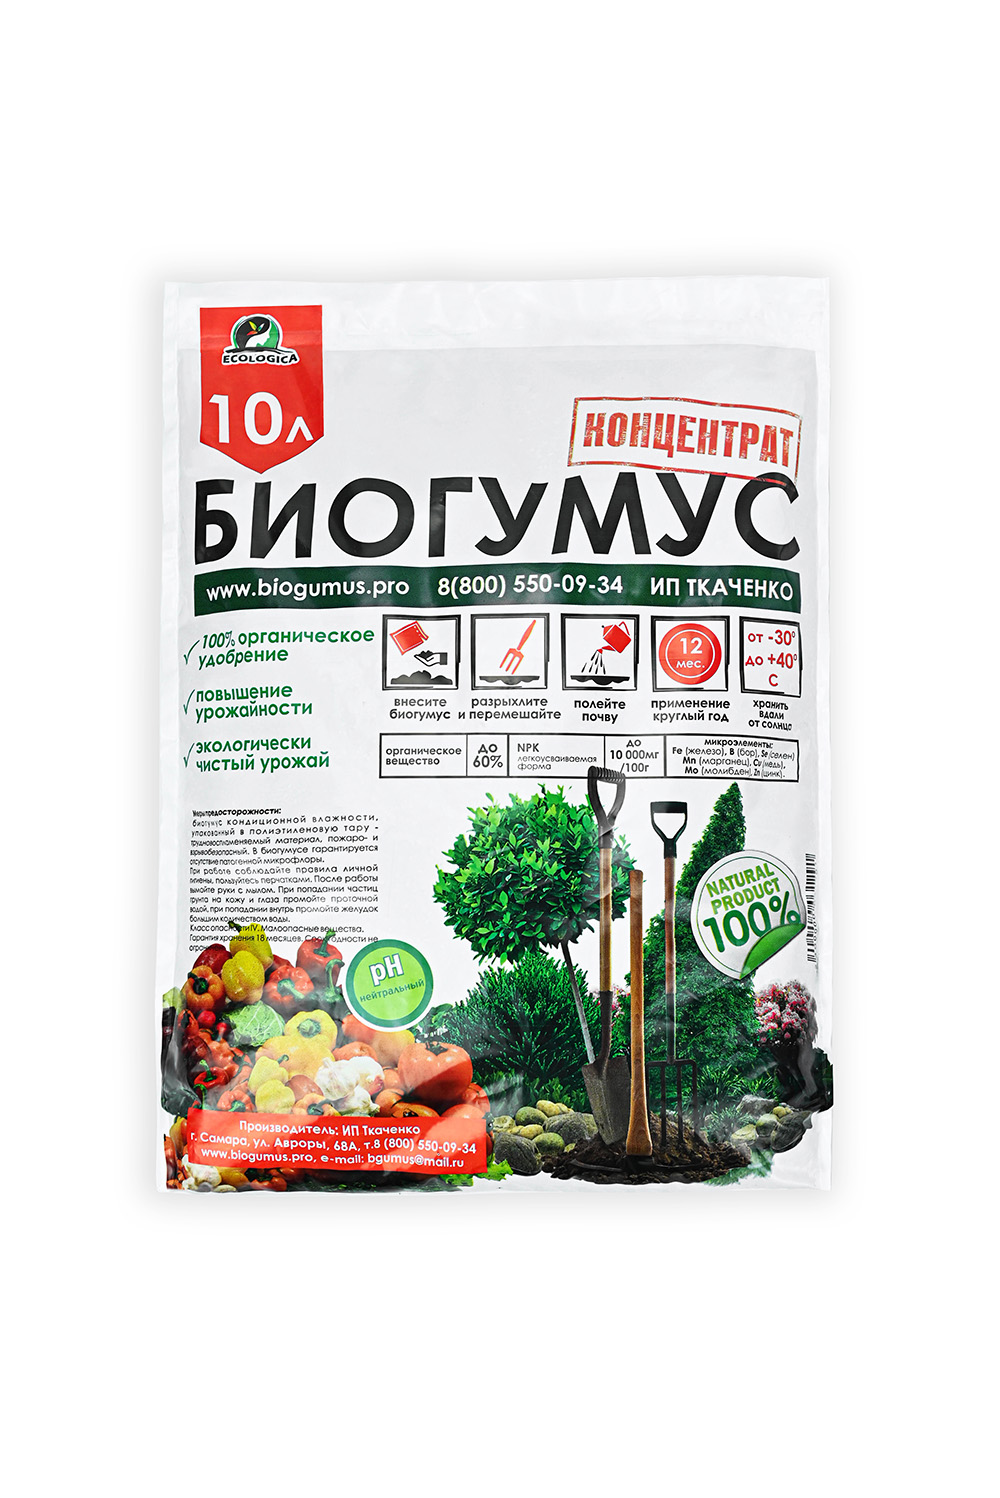 ECOLOGICA
10л
КОНЦЕНТРАТ
БИОГУМУС
www.biogumus.pro 8(800) 550-09-34 ИП ТКАЧЕНКО
100% органическое
удобрение
повышение
урожайности
экологически
чистый урожай
внесите
биогумус
разрыхлите
и перемешайте
полейте
почву
12
мес.
применение
круглый год
от -30°
до +40°
С
хранить
вдали
от солнца
органическое
вещество
до
60%
NPK
легкоусваиваемая
форма
до
10 000мг
/100г
микроэлементы:
Fe (железо), B (бор), Se (селен)
Mn (марганец), Cu (медь),
Mo (молибден), Zn (цинк).
Меры предосторожности:
биогумус кондиционной влажности,
упакованный в полиэтиленовую тару -
трудновоспламеняемый материал, пожаро- и
взрывобезопасный. В биогумусе гарантируется
отсутствие патогенной микрофлоры.
При работе соблюдайте правила личной
гигиены, пользуйтесь перчатками. После работы
вымойте руки с мылом. При попадании частиц
грунта на кожу и глаза промойте проточной
водой, при попадании внутрь промойте желудок
большим количеством воды.
Класс опасности IV. Малоопасные вещества.
Гарантия хранения 18 месяцев. Срок годности не
NATURAL
PRODUCT
100%
pH
нейтральный
Производитель: ИП Ткаченко
г. Самара, ул. Авроры, 68А, т.8 (800) 550-09-34
www.biogumus.pro, e-mail: bgumus@mail.ru